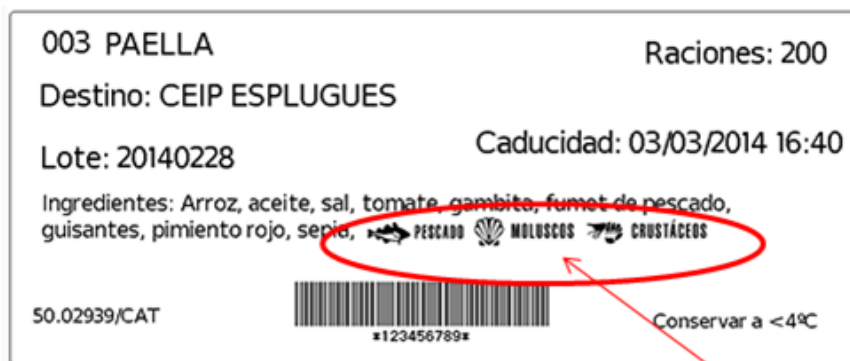 003 PAELLA
Raciones: 200
Destino: CEIP ESPLUGUES
Lote: 20140228
Caducidad: 03/03/2014 16:40
Ingredientes: Arroz, aceite, sal, tomate, gambita, fumet de pescado,
guisantes, pimiento rojo, sepia, PESCADO MOLUSCOS CRUSTÁCEOS
50.02939/CAT
*123456789*
Conservar a <4ºC